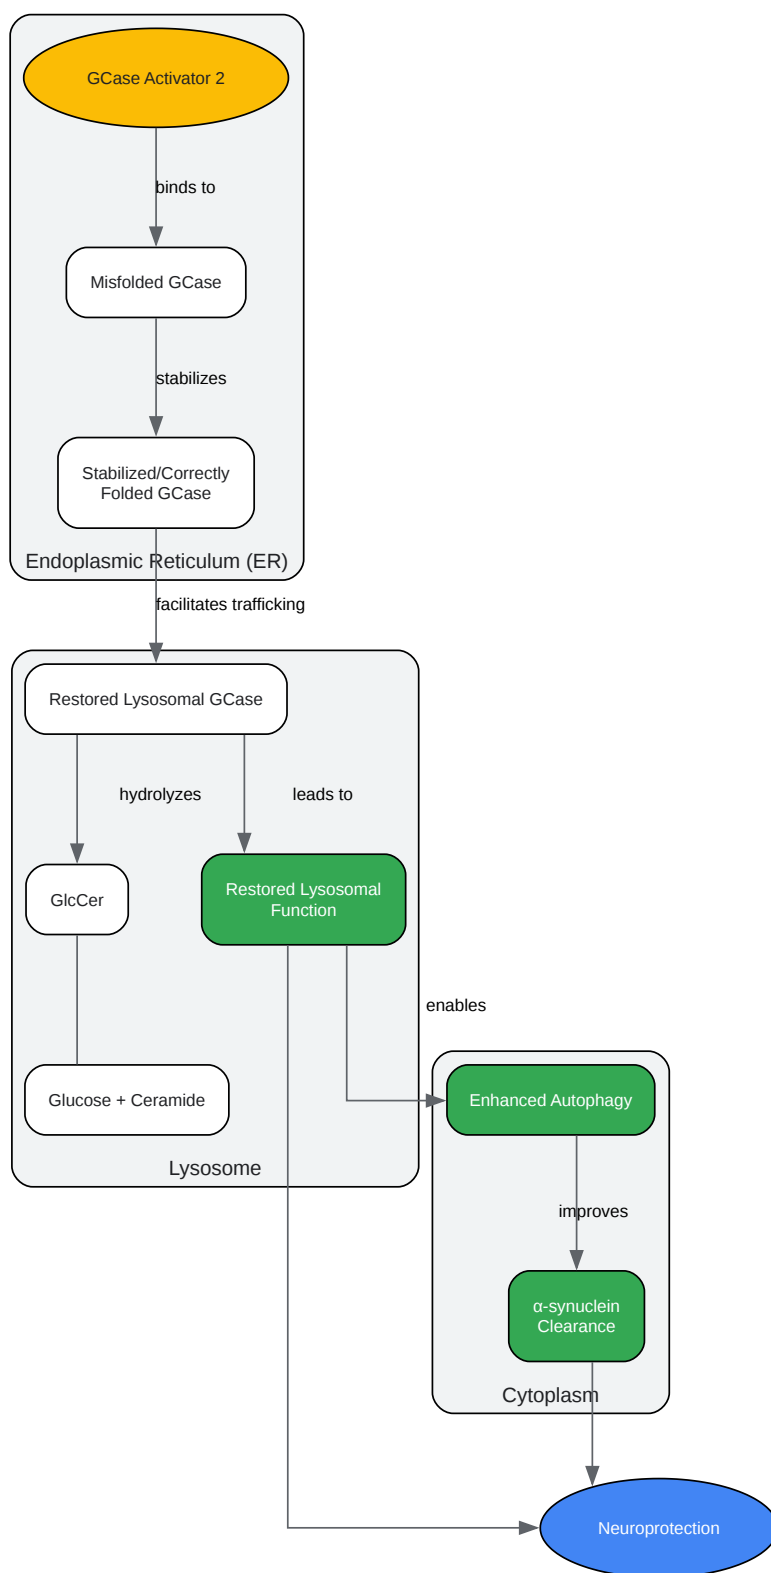 GCase Activator 2
binds to
Misfolded GCase
stabilizes
Stabilized/Correctly
Folded GCase
Endoplasmic Reticulum (ER)
facilitates trafficking
Restored Lysosomal GCase
hydrolyzes
leads to
GlcCer
Restored Lysosomal
Function
enables
Glucose + Ceramide
Enhanced Autophagy
Lysosome
improves
α-synuclein
Clearance
Cytoplasm
Neuroprotection